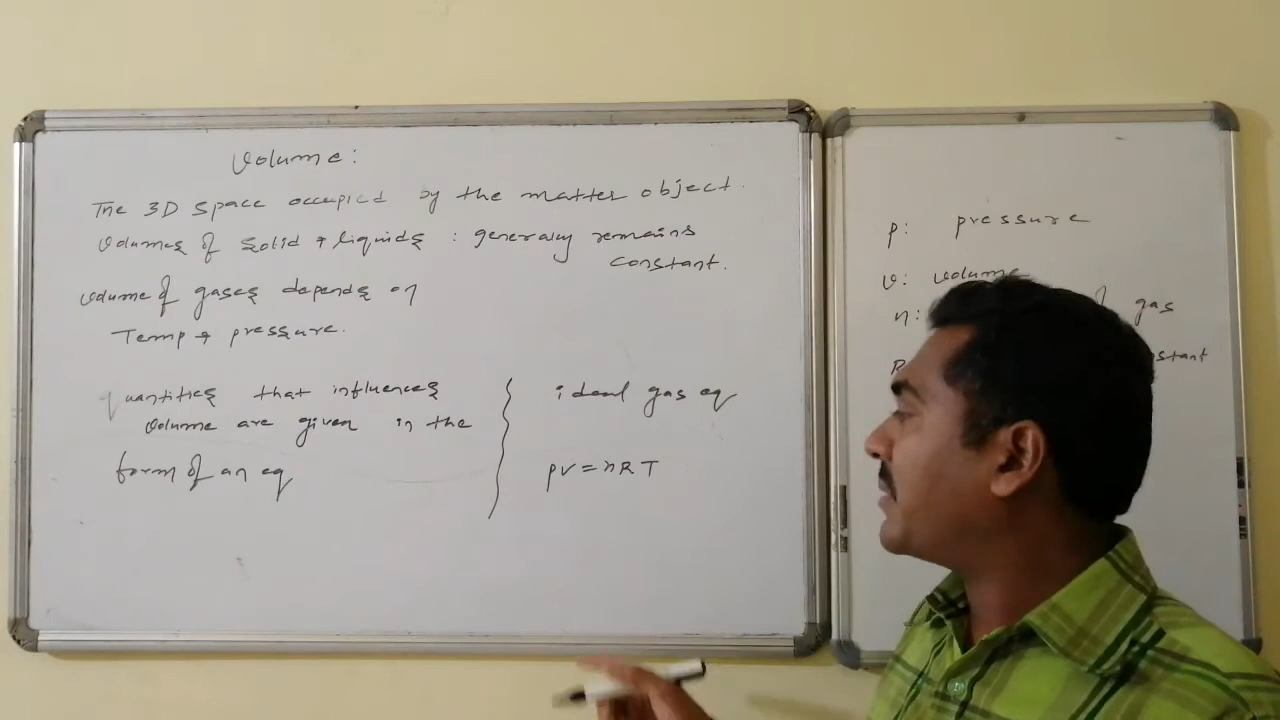 Volume:
The 3D space occupied by the matter object.
Volumes of solid & liquids : generally remains
constant.
Volume of gases depends on
Temp & pressure.
quantities that influences
Volume are given in the
form of an eq
ideal gas eq
pv = nRT
p: pressure
v: volume
n: of gas
R